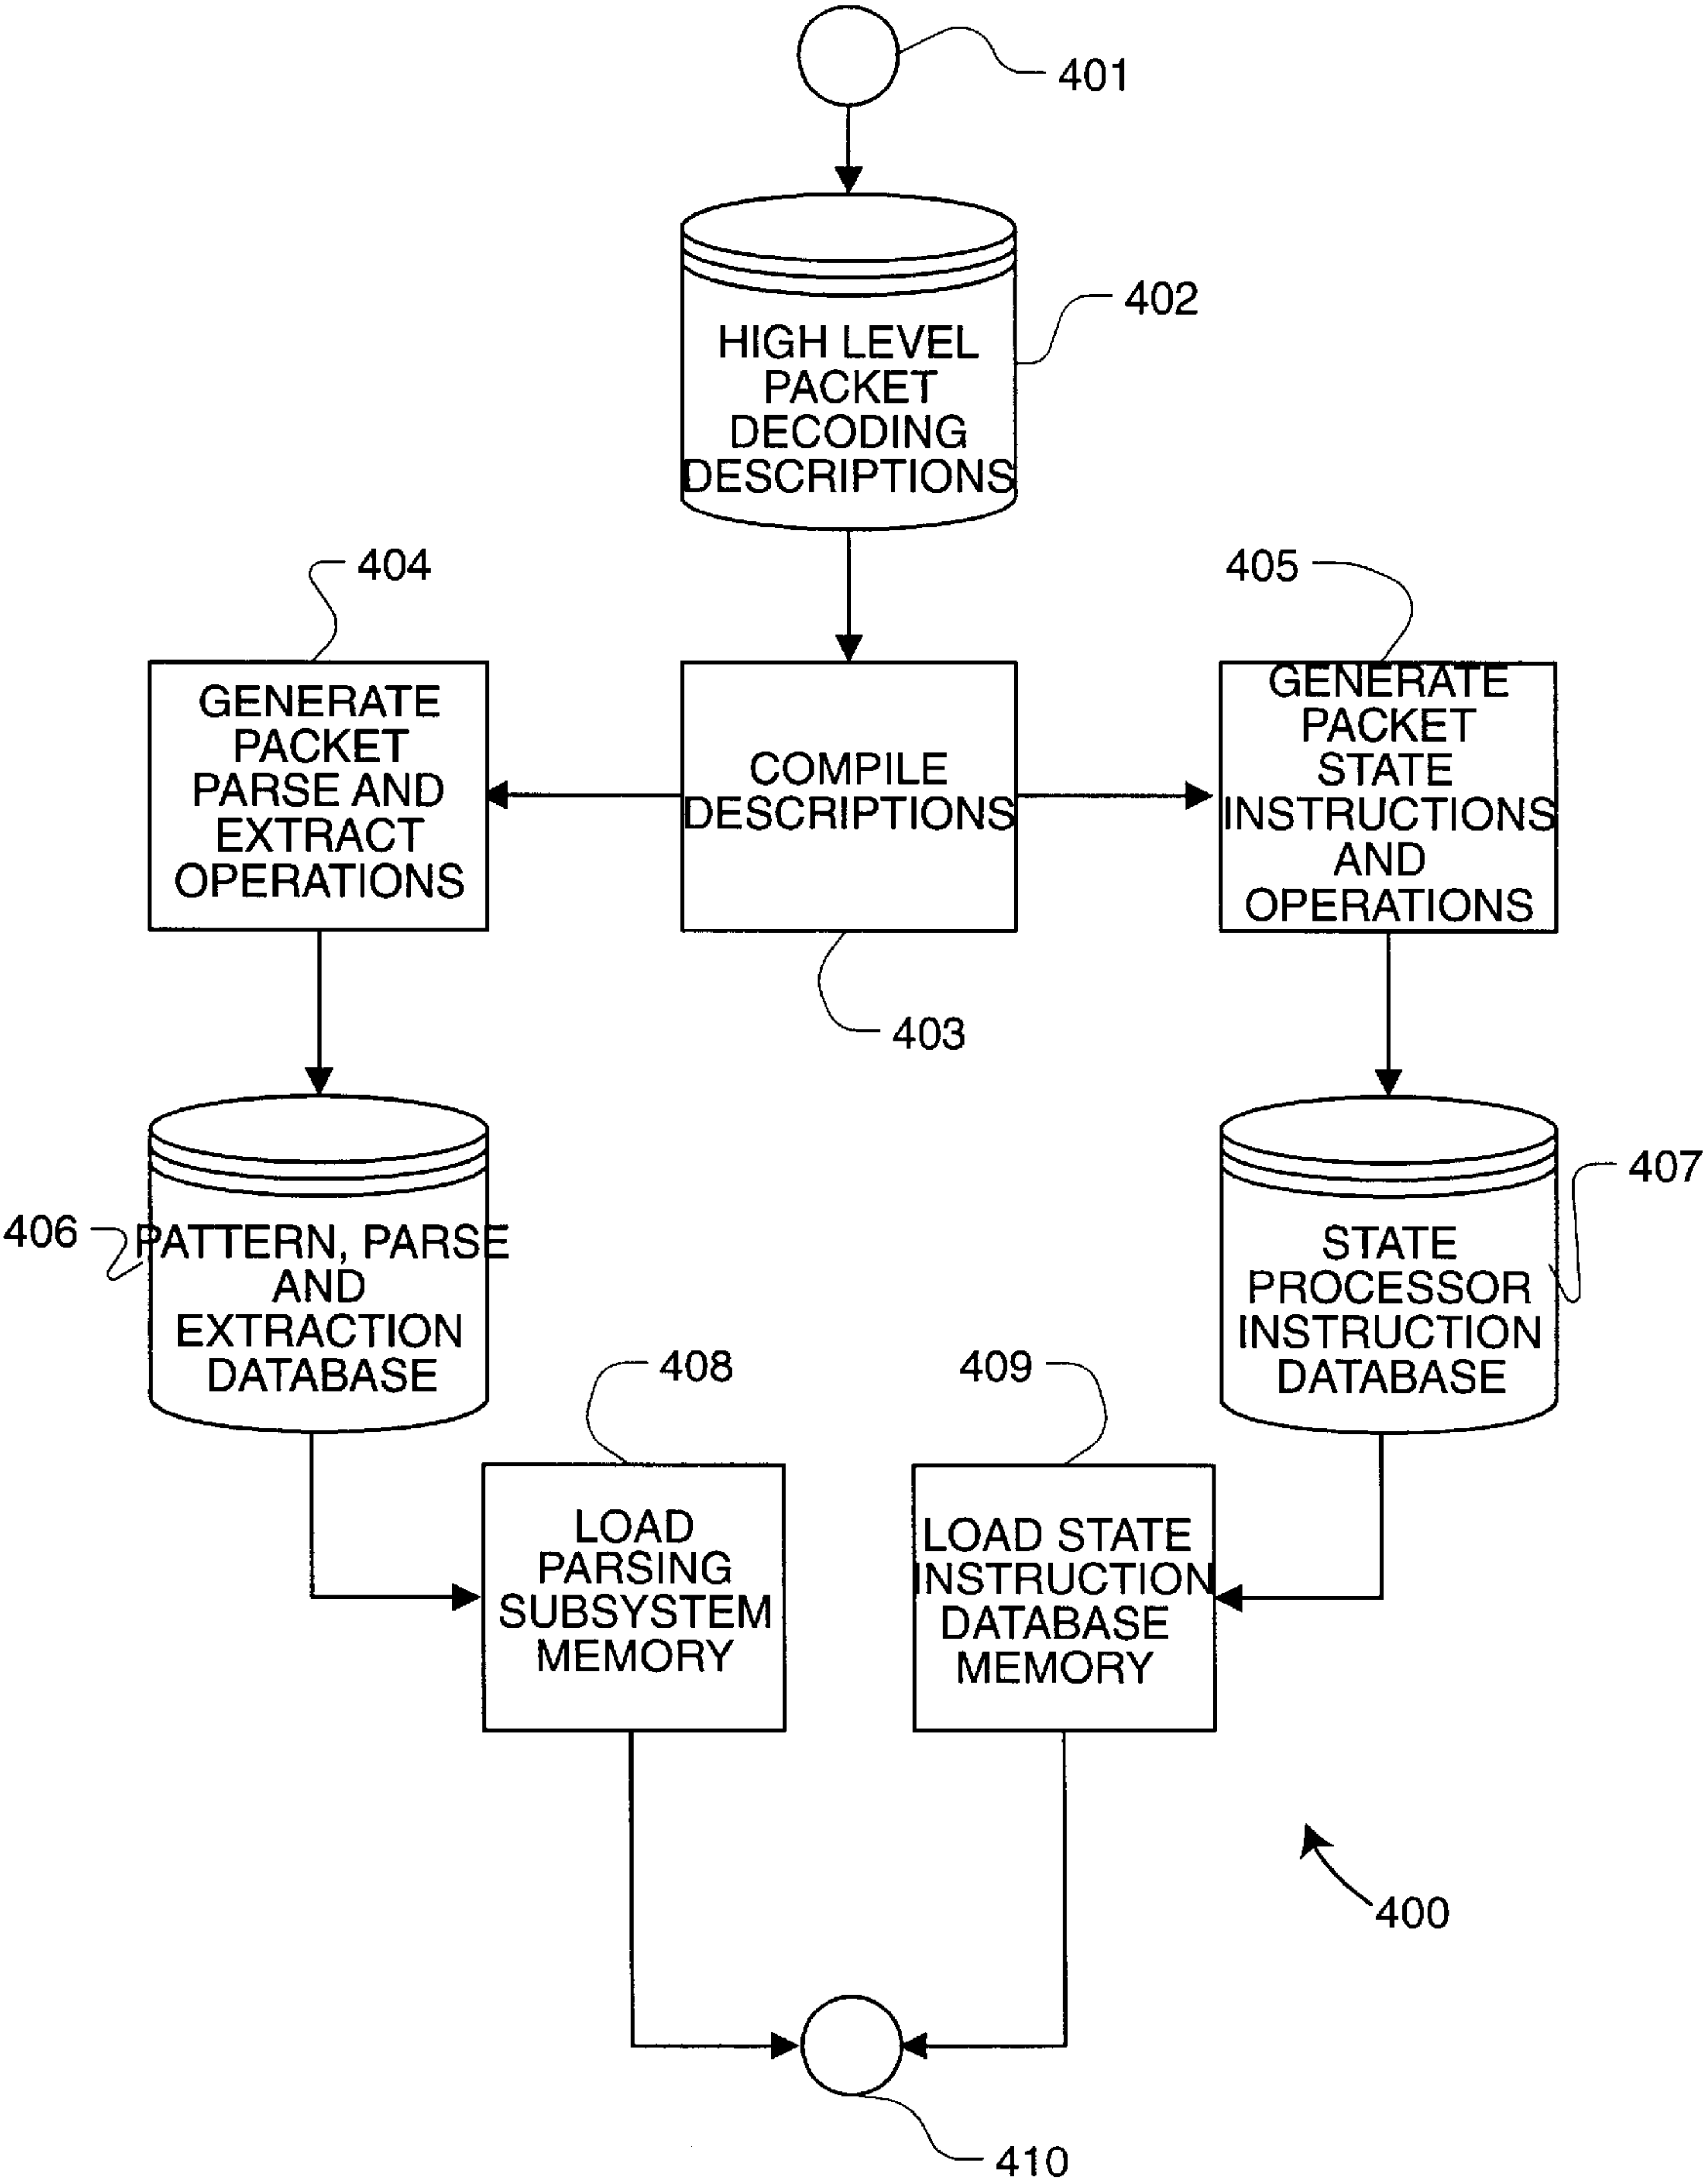 401
HIGH LEVEL
PACKET
DECODING
DESCRIPTIONS
402
404
GENERATE
PACKET
PARSE AND
EXTRACT
OPERATIONS
COMPILE
DESCRIPTIONS
403
405
GENERATE
PACKET
STATE
INSTRUCTIONS
AND
OPERATIONS
406
PATTERN, PARSE
AND
EXTRACTION
DATABASE
407
STATE
PROCESSOR
INSTRUCTION
DATABASE
408
LOAD
PARSING
SUBSYSTEM
MEMORY
409
LOAD STATE
INSTRUCTION
DATABASE
MEMORY
400
410